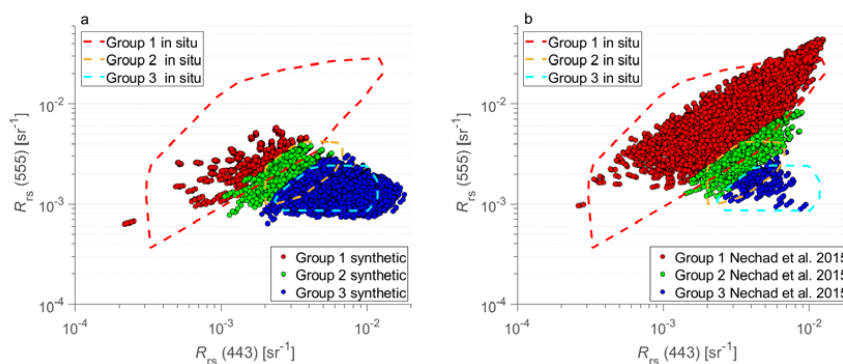 a
Group 1 in situ
Group 2 in situ
Group 3 in situ
10^-2
10^-3
10^-4
R_rs (555) [sr^-1]
Group 1 synthetic
Group 2 synthetic
Group 3 synthetic
10^-4
10^-3
10^-2
R_rs (443) [sr^-1]
b
Group 1 in situ
Group 2 in situ
Group 3 in situ
10^-2
10^-3
10^-4
R_rs (555) [sr^-1]
Group 1 Nechad et al. 2015
Group 2 Nechad et al. 2015
Group 3 Nechad et al. 2015
10^-4
10^-3
10^-2
R_rs (443) [sr^-1]